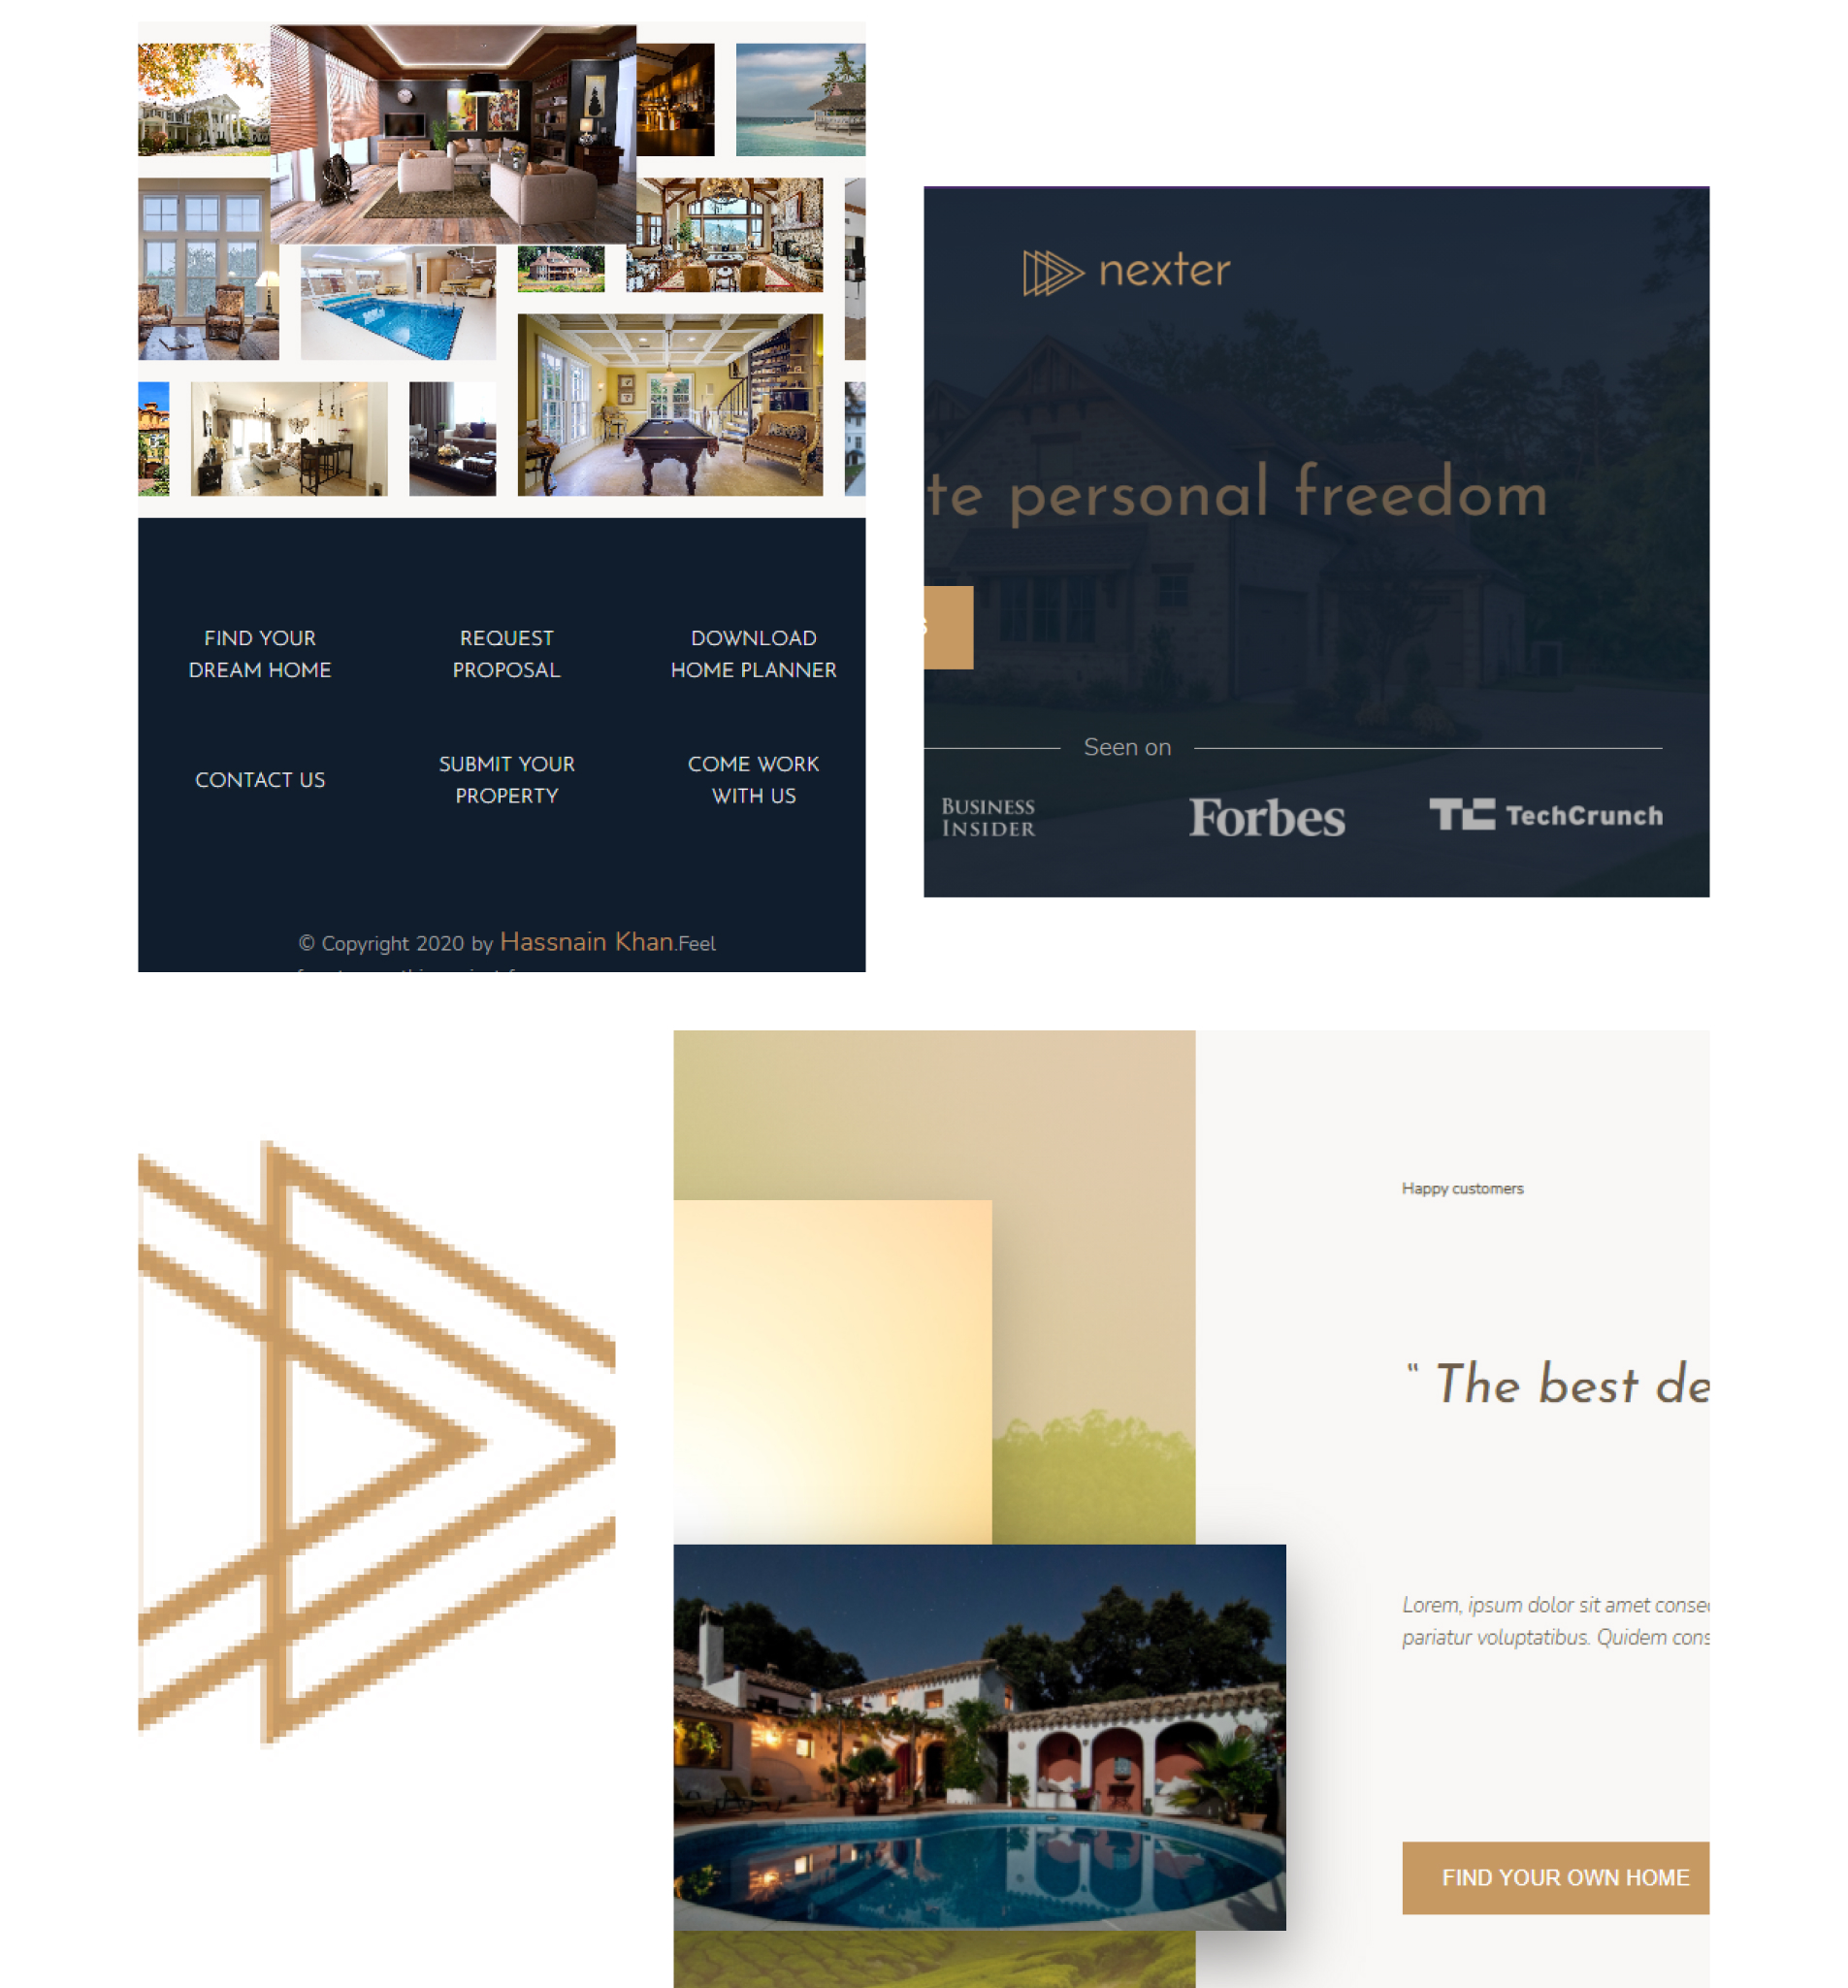 FIND YOUR
DREAM HOME
REQUEST
PROPOSAL
DOWNLOAD
HOME PLANNER
CONTACT US
SUBMIT YOUR
PROPERTY
COME WORK
WITH US
© Copyright 2020 by Hassnain Khan.Feel
nexter
te personal freedom
Seen on
BUSINESS
INSIDER
Forbes
TC TechCrunch
Happy customers
“ The best de
Lorem, ipsum dolor sit amet conse
pariatur voluptatibus. Quidem cons
FIND YOUR OWN HOME